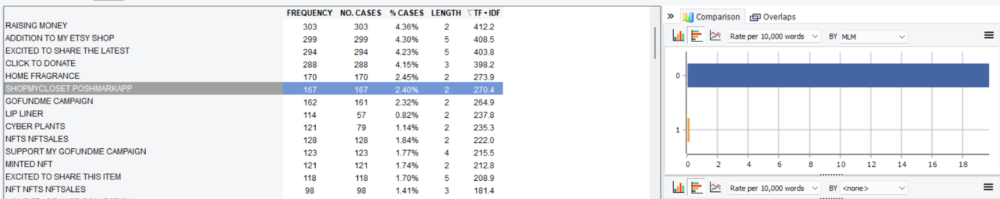 FREQUENCY NO. CASES % CASES LENGTH TF • IDF
RAISING MONEY 303 303 4.36% 2 412.2
ADDITION TO MY ETSY SHOP 299 299 4.30% 5 408.5
EXCITED TO SHARE THE LATEST 294 294 4.23% 5 403.8
CLICK TO DONATE 288 288 4.15% 3 398.2
HOME FRAGRANCE 170 170 2.45% 2 273.9
SHOPMYCLOSET POSHMARKAPP 167 167 2.40% 2 270.4
GOFUNDME CAMPAIGN 162 161 2.32% 2 264.9
LIP LINER 114 57 0.82% 2 237.8
CYBER PLANTS 121 79 1.14% 2 235.3
NFTS NFTSALES 128 128 1.84% 2 222.0
SUPPORT MY GOFUNDME CAMPAIGN 123 123 1.77% 4 215.5
MINTED NFT 121 121 1.74% 2 212.8
EXCITED TO SHARE THIS ITEM 118 118 1.70% 5 208.9
NFT NFTS NFTSALES 98 98 1.41% 3 181.4
» Comparison Overlaps
Rate per 10,000 words BY MLM
0
1
0 2 4 6 8 10 12 14 16 18
Rate per 10,000 words BY <none>